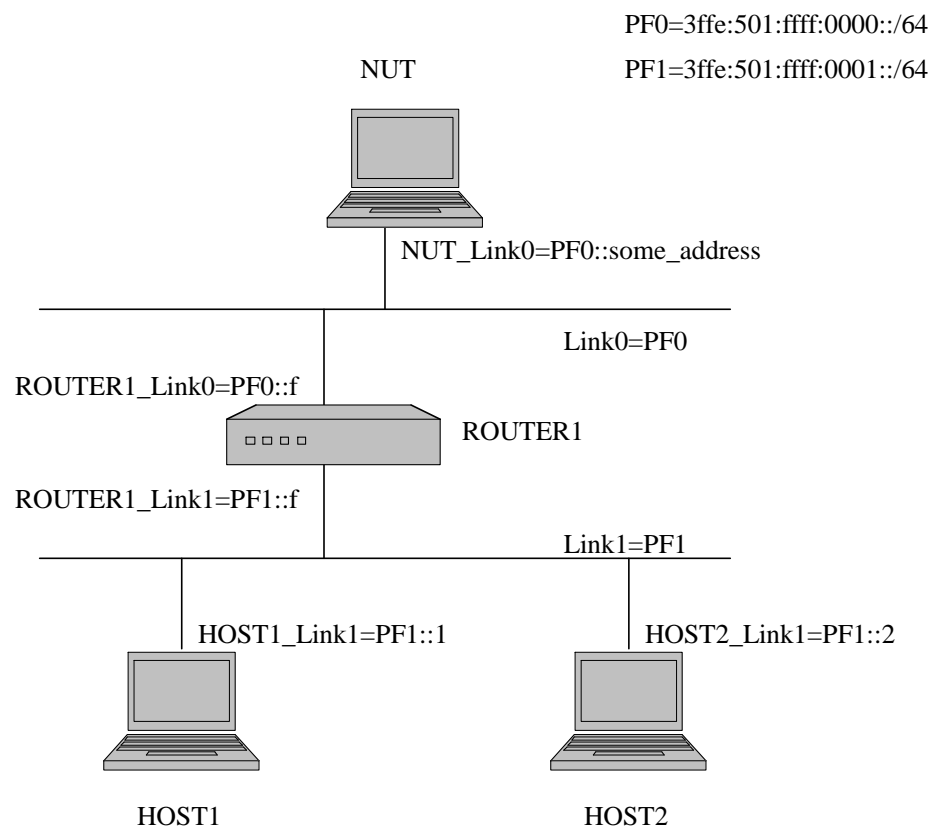 PF0=3ffe:501:ffff:0000::/64
NUT
PF1=3ffe:501:ffff:0001::/64
NUT_Link0=PF0::some_address
Link0=PF0
ROUTER1_Link0=PF0::f
ROUTER1
ROUTER1_Link1=PF1::f
Link1=PF1
HOST1_Link1=PF1::1
HOST2_Link1=PF1::2
HOST1
HOST2